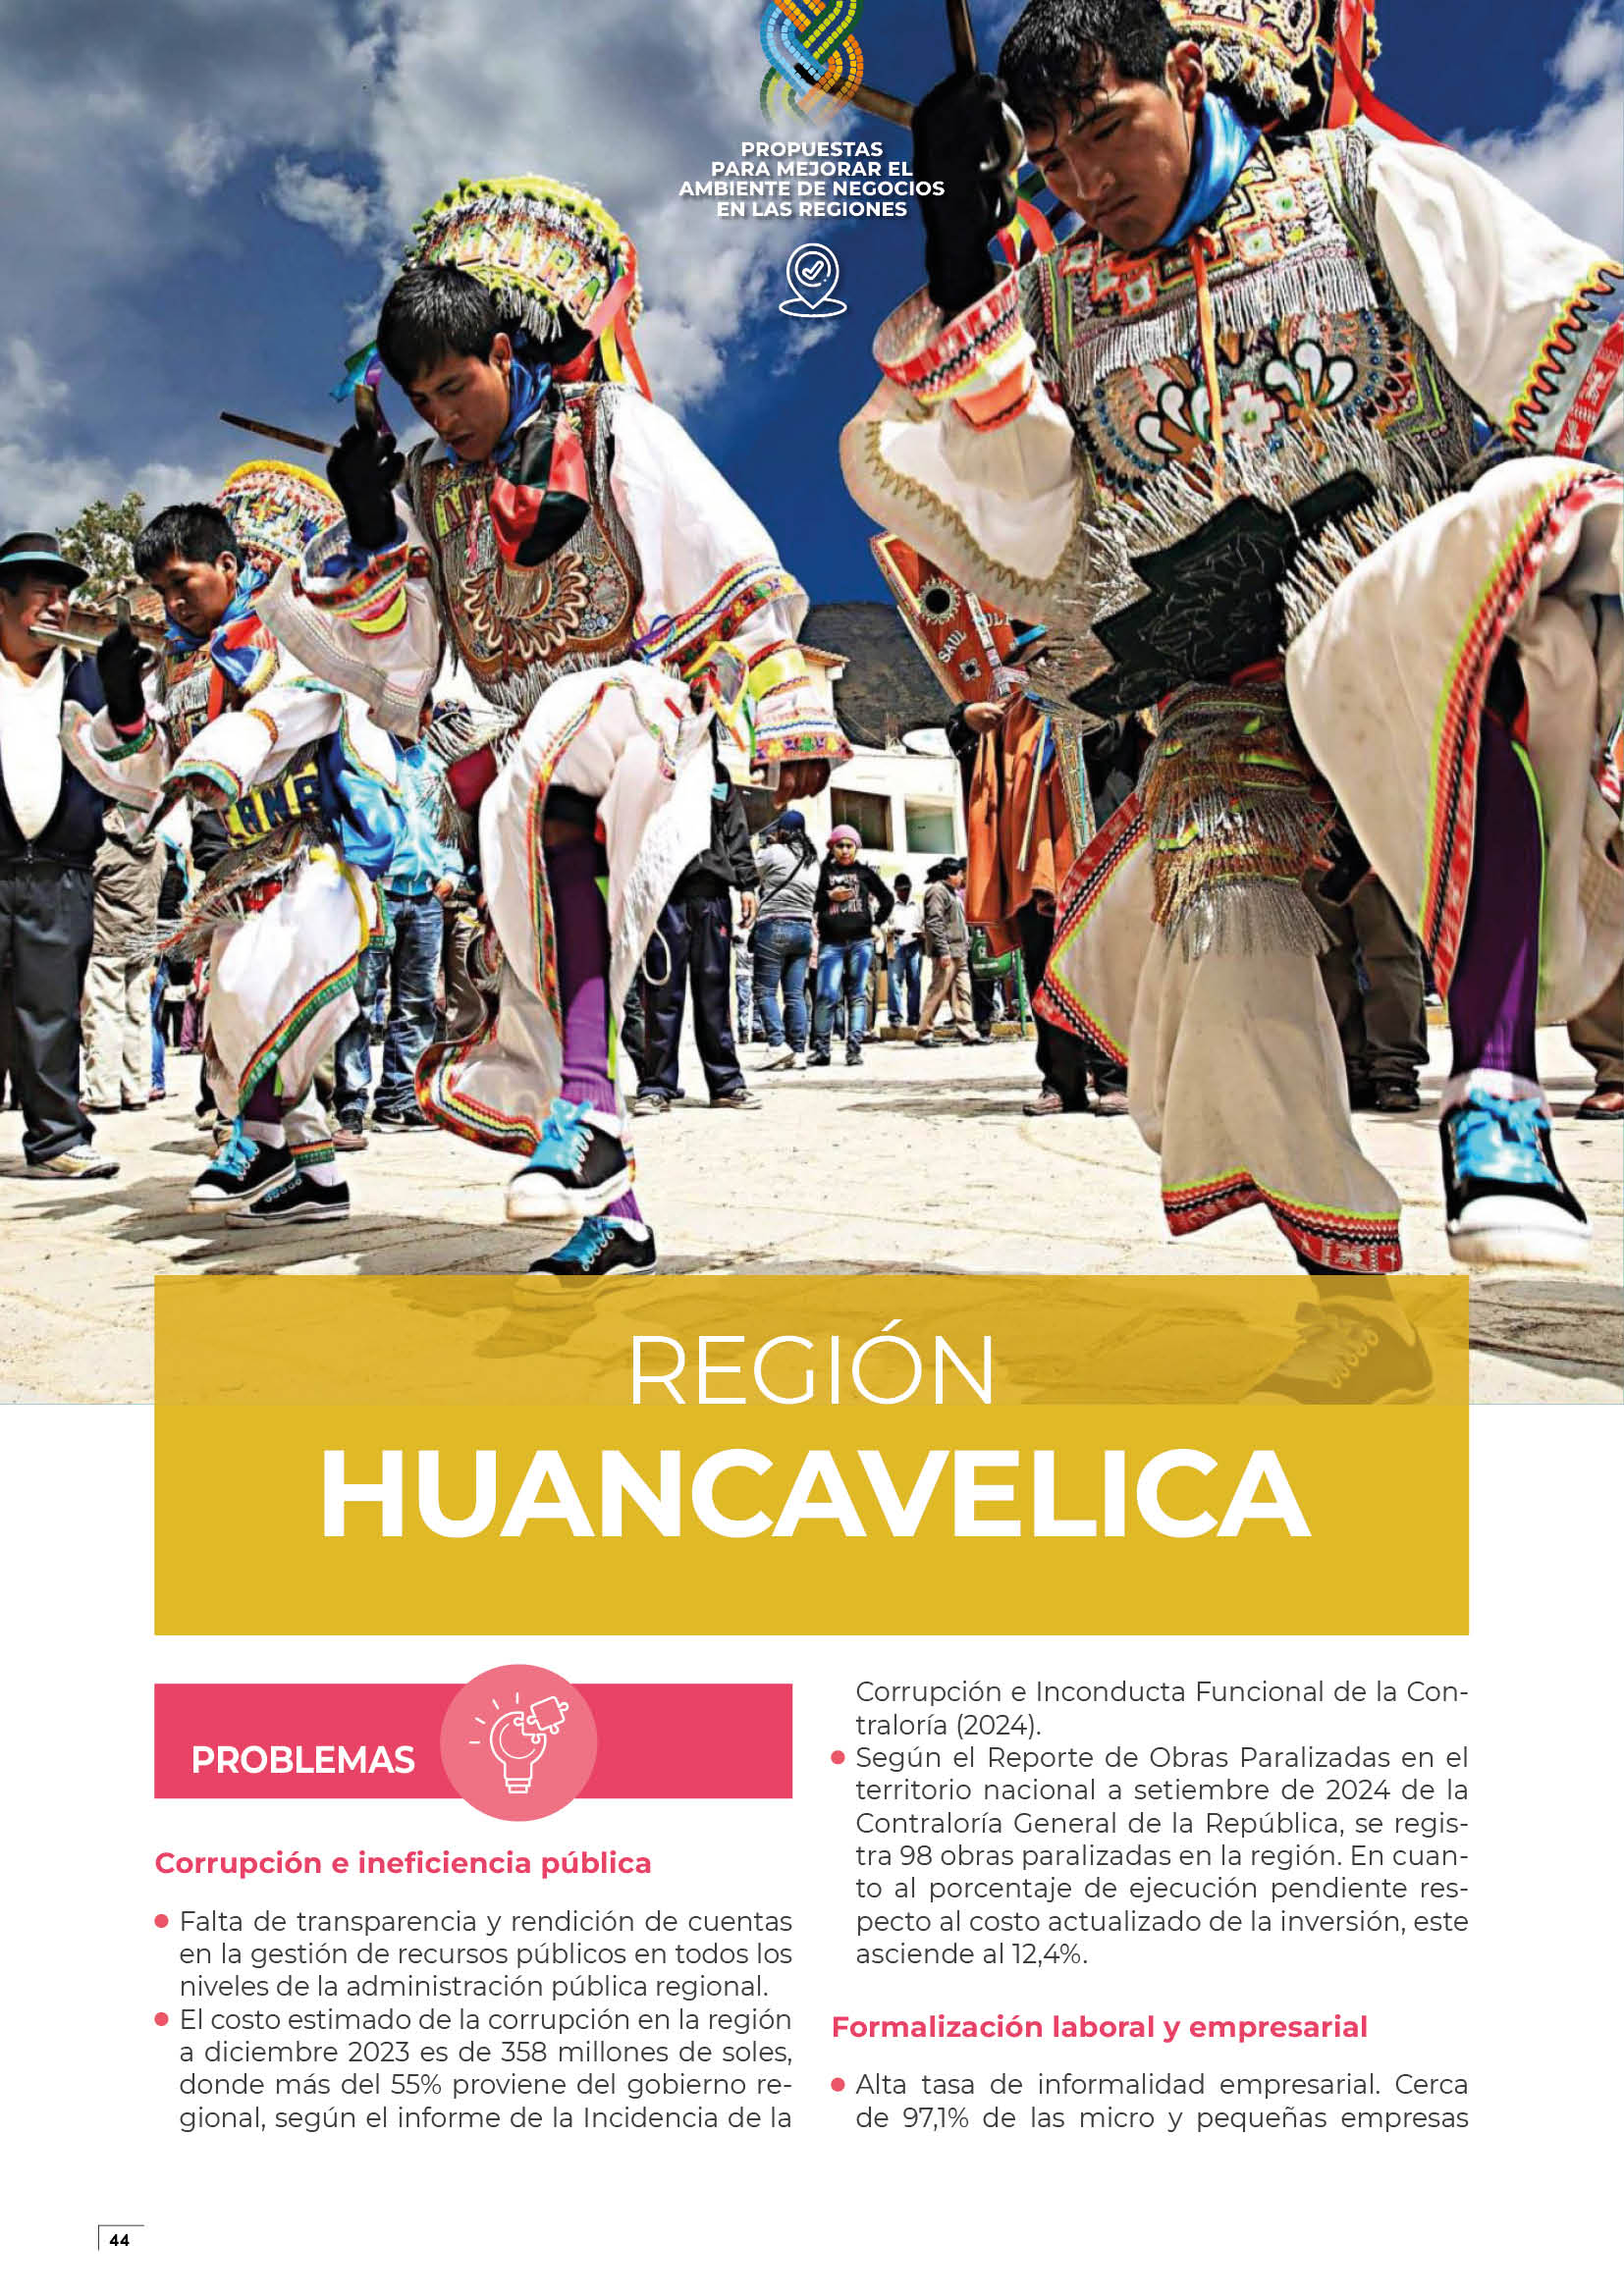 PROPUESTAS
PARA MEJORAR EL
AMBIENTE DE NEGOCIOS
EN LAS REGIONES
SAUL
REGIÓN
HUANCAVELICA
PROBLEMAS
Corrupción e ineficiencia pública
Falta de transparencia y rendición de cuentas
en la gestión de recursos públicos en todos los
niveles de la administración pública regional.
El costo estimado de la corrupción en la región
a diciembre 2023 es de 358 millones de soles,
donde más del 55% proviene del gobierno re-
gional, según el informe de la Incidencia de la
Corrupción e Inconducta Funcional de la Con-
traloría (2024).
Según el Reporte de Obras Paralizadas en el
territorio nacional a setiembre de 2024 de la
Contraloría General de la República, se regis-
tra 98 obras paralizadas en la región. En cuan-
to al porcentaje de ejecución pendiente res-
pecto al costo actualizado de la inversión, este
asciende al 12,4%.
Formalización laboral y empresarial
Alta tasa de informalidad empresarial. Cerca
de 97,1% de las micro y pequeñas empresas
44